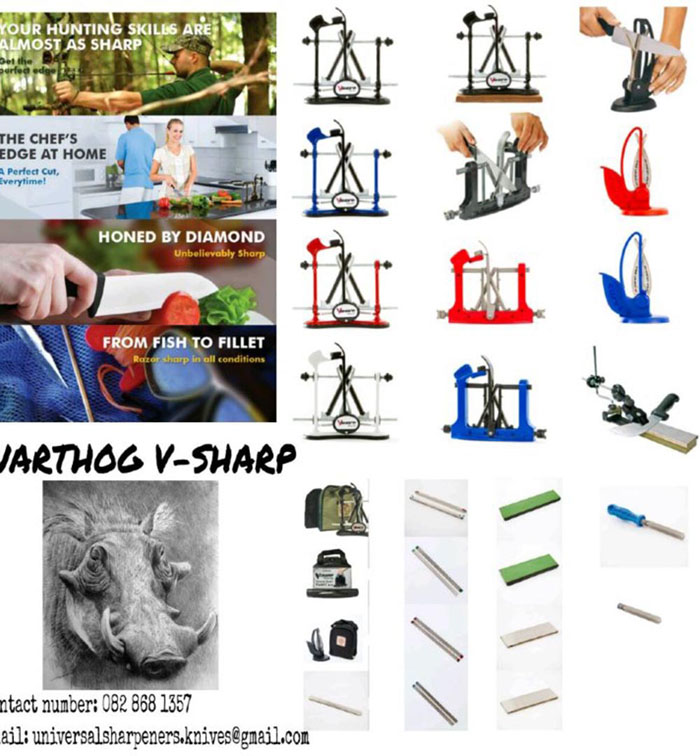 YOUR HUNTING SKILLS ARE
ALMOST AS SHARP
Get the
perfect edge
THE CHEF'S
EDGE AT HOME
A Perfect Cut,
Everytime!
HONED BY DIAMOND
Unbelievably Sharp
FROM FISH TO FILLET
Razor sharp in all conditions
WARTHOG V-SHARP
ntact number: 082 868 1357
ail: universalsharpeners.knives@gmail.com